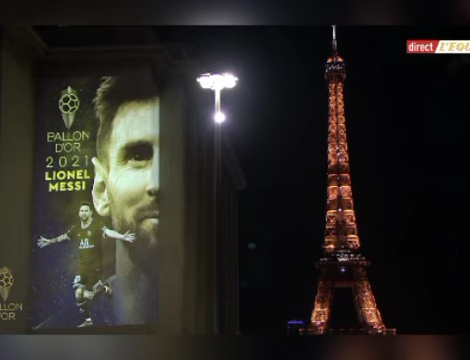 direct L'ÉQU
BALLON
D'OR
2021
LIONEL
MESSI
BALLON
D'OR